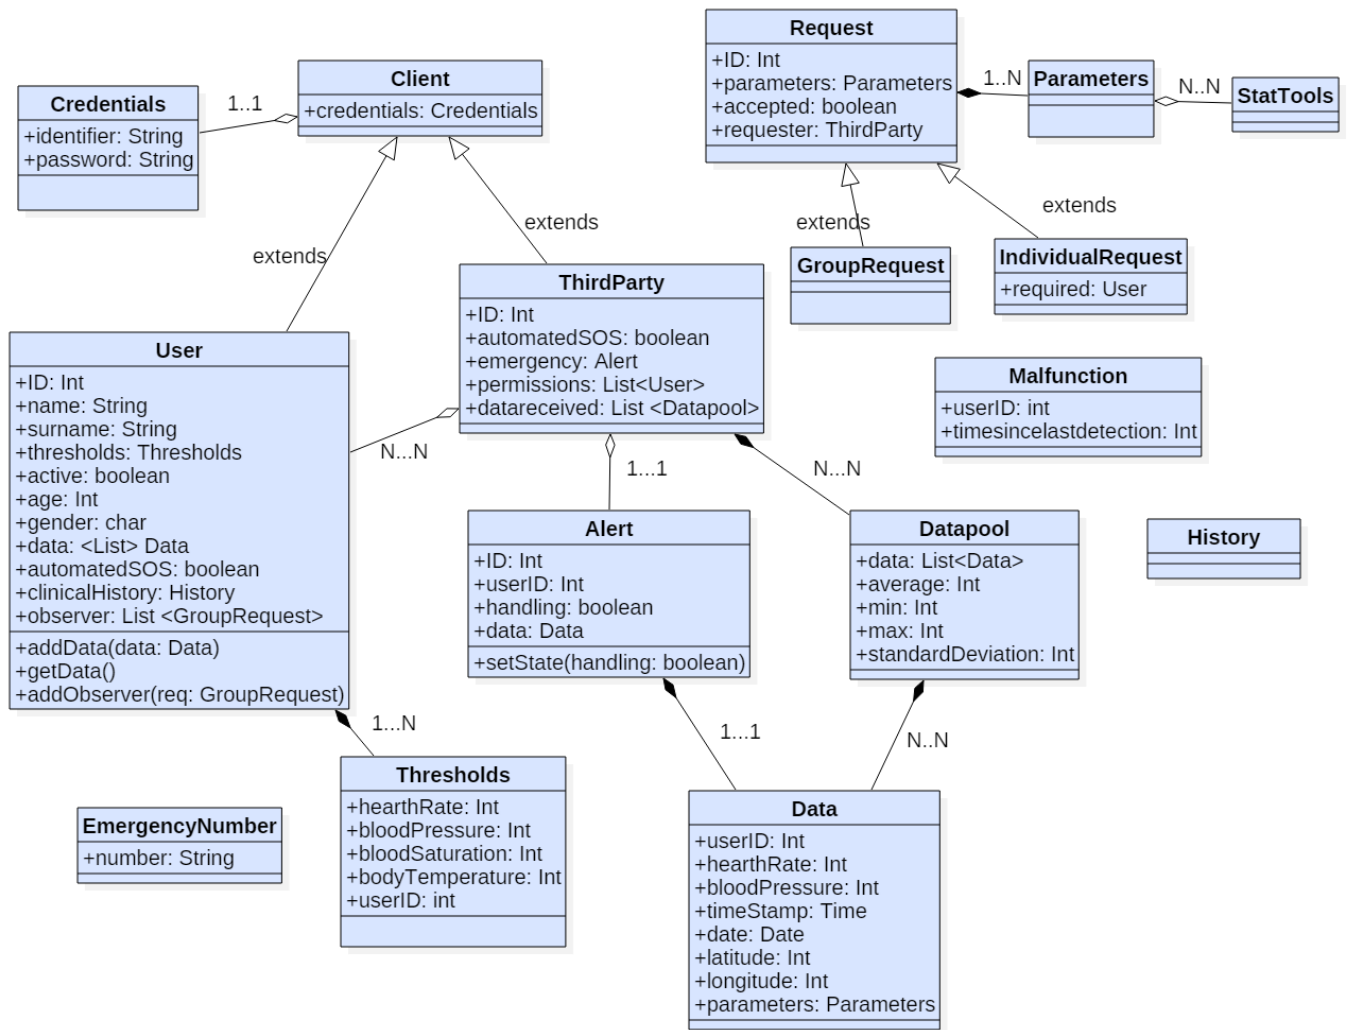 Request
+ID: Int
+parameters: Parameters
+accepted: boolean
+requester: ThirdParty
1..N
Parameters
N..N
StatTools
Client
+credentials: Credentials
1..1
Credentials
+identifier: String
+password: String
extends
extends
extends
extends
GroupRequest
IndividualRequest
+required: User
ThirdParty
+ID: Int
+automatedSOS: boolean
+emergency: Alert
+permissions: List<User>
+datareceived: List <Datapool>
User
+ID: Int
+name: String
+surname: String
+thresholds: Thresholds
+active: boolean
+age: Int
+gender: char
+data: <List> Data
+automatedSOS: boolean
+clinicalHistory: History
+observer: List <GroupRequest>
+addData(data: Data)
+getData()
+addObserver(req: GroupRequest)
N...N
1...1
N...N
Malfunction
+userID: int
+timesincelastdetection: Int
Alert
+ID: Int
+userID: Int
+handling: boolean
+data: Data
+setState(handling: boolean)
Datapool
+data: List<Data>
+average: Int
+min: Int
+max: Int
+standardDeviation: Int
History
1...N
1...1
N..N
Thresholds
+hearthRate: Int
+bloodPressure: Int
+bloodSaturation: Int
+bodyTemperature: Int
+userID: int
EmergencyNumber
+number: String
Data
+userID: Int
+hearthRate: Int
+bloodPressure: Int
+timeStamp: Time
+date: Date
+latitude: Int
+longitude: Int
+parameters: Parameters